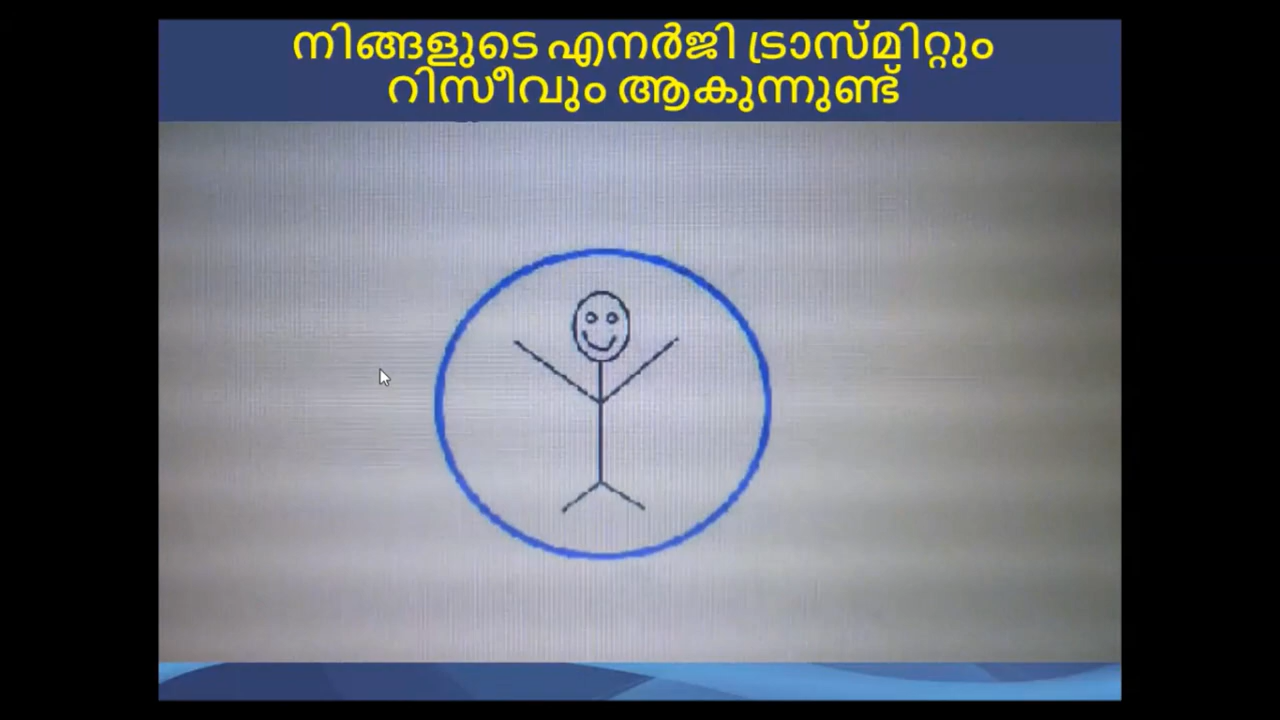 നിങ്ങളുടെ എനർജി ട്രാസ്മിറ്റും
റിസീവും ആകുന്നുണ്ട്